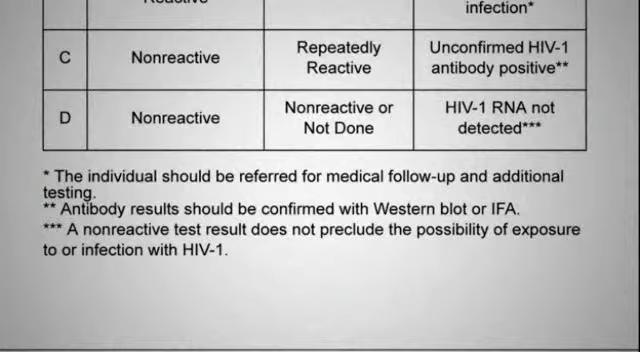 Reactive
infection*
C Nonreactive Repeatedly Reactive Unconfirmed HIV-1 antibody positive**
D Nonreactive Nonreactive or Not Done HIV-1 RNA not detected***
* The individual should be referred for medical follow-up and additional
testing.
** Antibody results should be confirmed with Western blot or IFA.
*** A nonreactive test result does not preclude the possibility of exposure
to or infection with HIV-1.